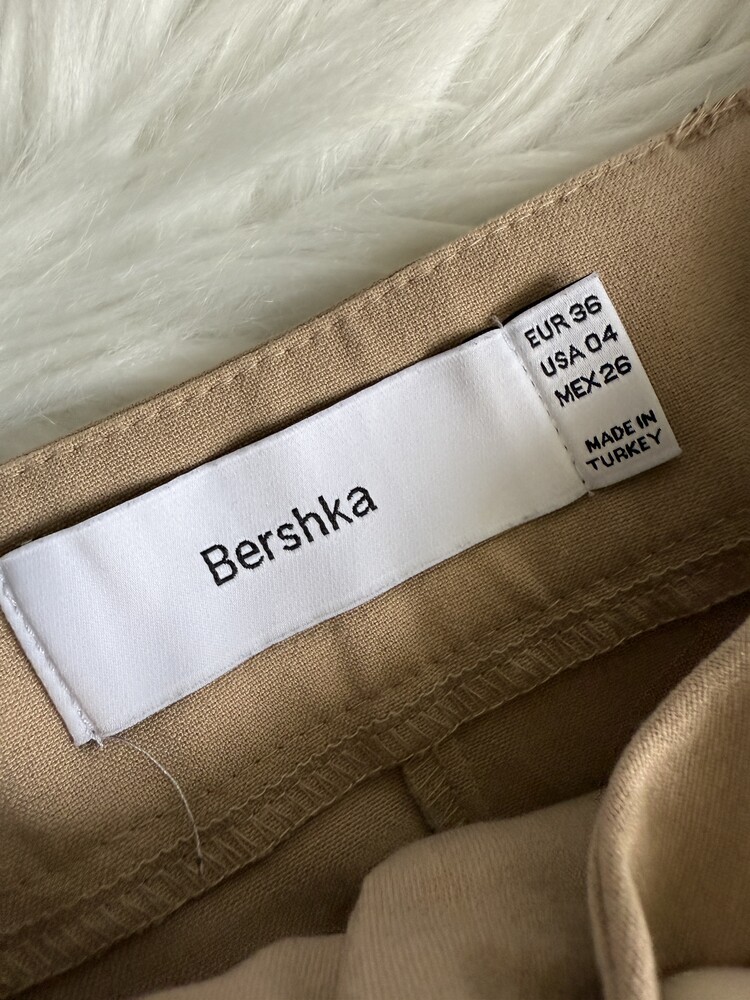 Bershka
EUR 36
USA 04
MEX 26
MADE IN
TURKEY